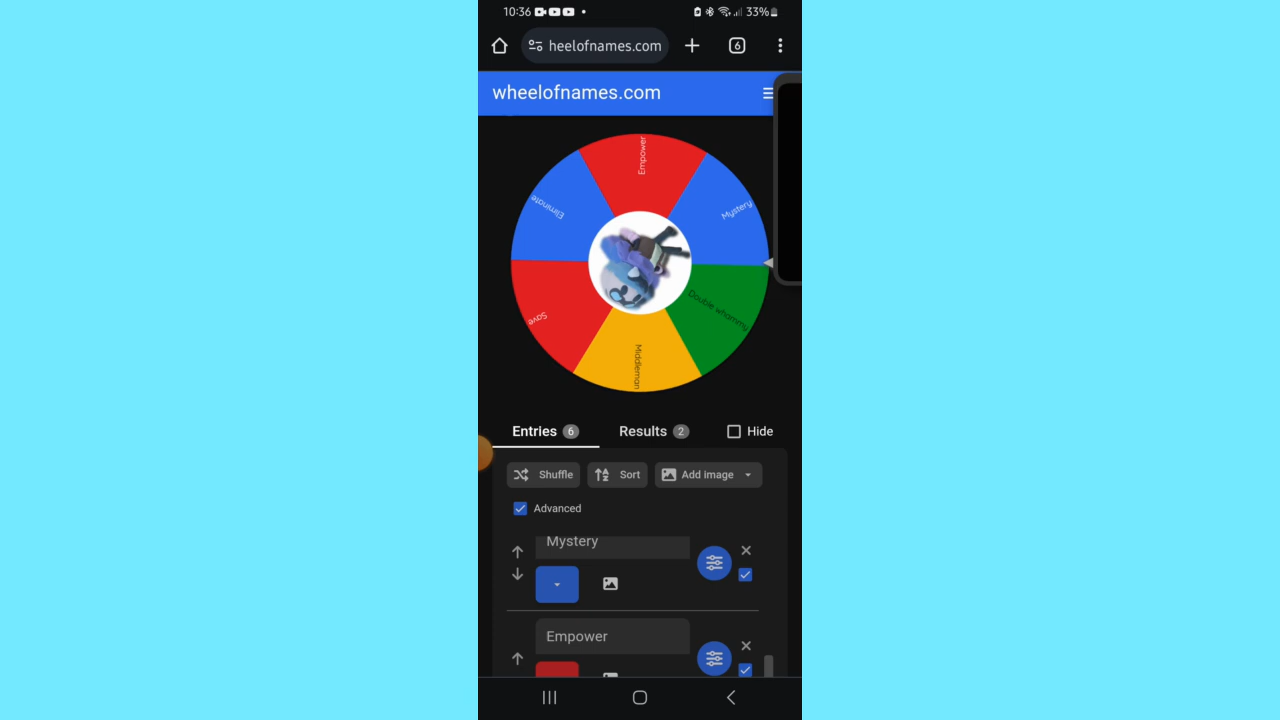 10:36
33%
heelofnames.com
6
wheelofnames.com
Empower
Mystery
Eliminate
Double whammy
Save
Middleman
Entries 6 Results 2 Hide
Shuffle Sort Add image
Advanced
Mystery
Empower